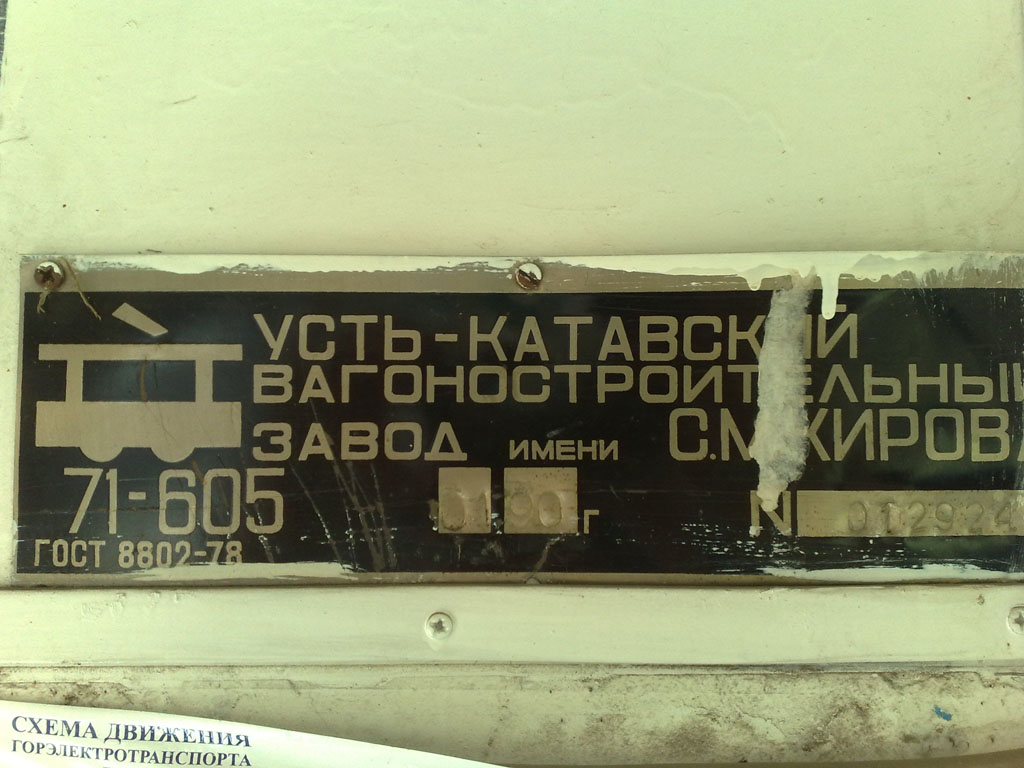 УСТЬ-КАТАВСКИЙ
ВАГОНОСТРОИТЕЛЬНЫЙ
ЗАВОД ИМЕНИ С.М.КИРОВА
71-605 01 90 г N 012924
ГОСТ 8802-78
СХЕМА ДВИЖЕНИЯ
ГОРЭЛЕКТРОТРАНСПОРТА